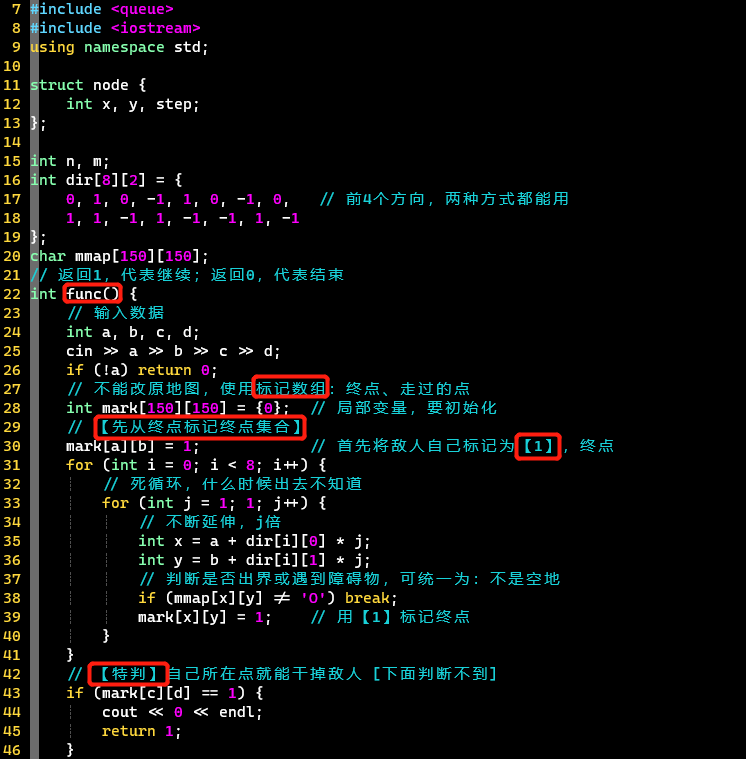 7 #include <queue>
8 #include <iostream>
9 using namespace std;
10
11 struct node {
12     int x, y, step;
13 };
14
15 int n, m;
16 int dir[8][2] = {
17     0, 1, 0, -1, 1, 0, -1, 0,   // 前4个方向，两种方式都能用
18     1, 1, -1, 1, -1, -1, 1, -1
19 };
20 char mmap[150][150];
21 // 返回1，代表继续；返回0，代表结束
22 int func() {
23     // 输入数据
24     int a, b, c, d;
25     cin >> a >> b >> c >> d;
26     if (!a) return 0;
27     // 不能改原地图，使用标记数组：终点、走过的点
28     int mark[150][150] = {0};  // 局部变量，要初始化
29     // 【先从终点标记终点集合】
30     mark[a][b] = 1;            // 首先将敌人自己标记为【1】，终点
31     for (int i = 0; i < 8; i++) {
32         // 死循环，什么时候出去不知道
33         for (int j = 1; 1; j++) {
34             // 不断延伸，j倍
35             int x = a + dir[i][0] * j;
36             int y = b + dir[i][1] * j;
37             // 判断是否出界或遇到障碍物，可统一为：不是空地
38             if (mmap[x][y] != 'O') break;
39             mark[x][y] = 1;    // 用【1】标记终点
40         }
41     }
42     // 【特判】自己所在点就能干掉敌人 [下面判断不到]
43     if (mark[c][d] == 1) {
44         cout << 0 << endl;
45         return 1;
46     }